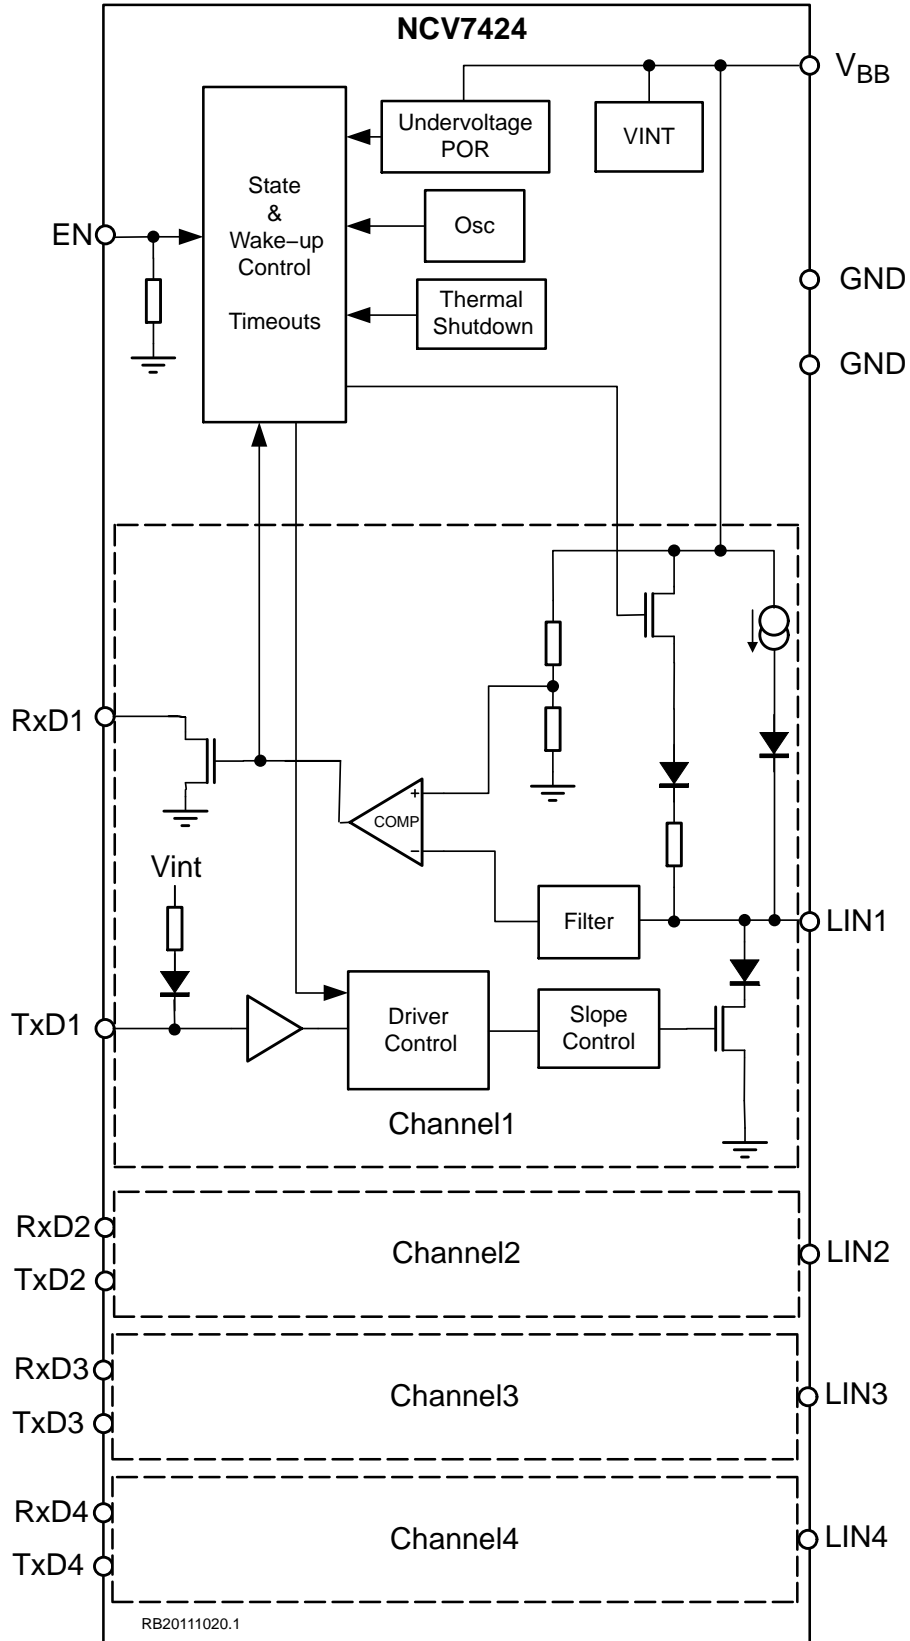 NCV7424
VBB
Undervoltage
POR
VINT
State
&
Wake−up
Control
Timeouts
Osc
EN
Thermal
Shutdown
GND
GND
RxD1
+
COMP
−
Vint
Filter
LIN1
TxD1
Driver
Control
Slope
Control
Channel1
RxD2
TxD2
Channel2
LIN2
RxD3
TxD3
Channel3
LIN3
RxD4
TxD4
Channel4
LIN4
RB20111020.1